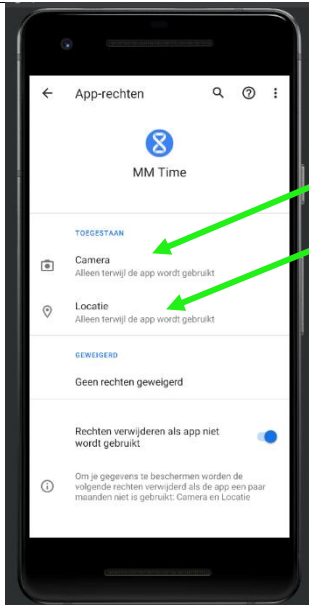 App-rechten
MM Time
TOEGESTAAN
Camera
Alleen terwijl de app wordt gebruikt
Locatie
Alleen terwijl de app wordt gebruikt
GEWEIGERD
Geen rechten geweigerd
Rechten verwijderen als app niet
wordt gebruikt
Om je gegevens te beschermen worden de
volgende rechten verwijderd als de app een paar
maanden niet is gebruikt: Camera en Locatie